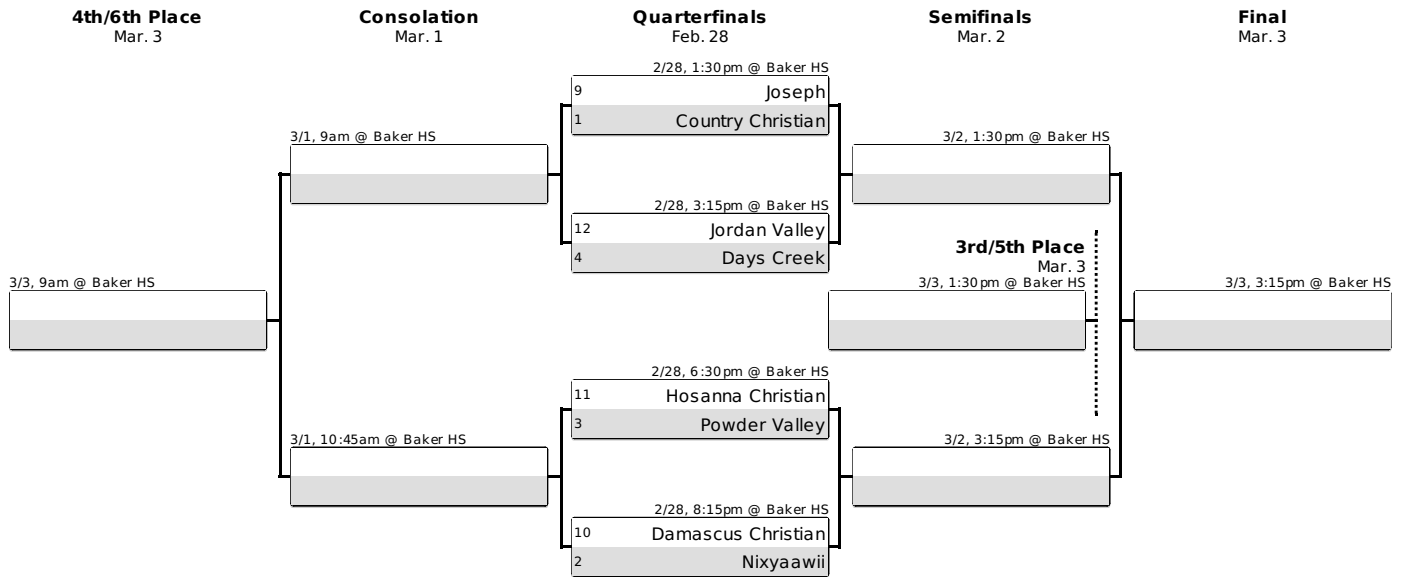 4th/6th Place
Mar. 3
Consolation
Mar. 1
Quarterfinals
Feb. 28
Semifinals
Mar. 2
Final
Mar. 3
2/28, 1:30pm @ Baker HS
9 Joseph
1 Country Christian
3/1, 9am @ Baker HS
3/2, 1:30pm @ Baker HS
2/28, 3:15pm @ Baker HS
12 Jordan Valley
4 Days Creek
3rd/5th Place
Mar. 3
3/3, 9am @ Baker HS
3/3, 1:30pm @ Baker HS
3/3, 3:15pm @ Baker HS
2/28, 6:30pm @ Baker HS
11 Hosanna Christian
3 Powder Valley
3/1, 10:45am @ Baker HS
3/2, 3:15pm @ Baker HS
2/28, 8:15pm @ Baker HS
10 Damascus Christian
2 Nixyaawii